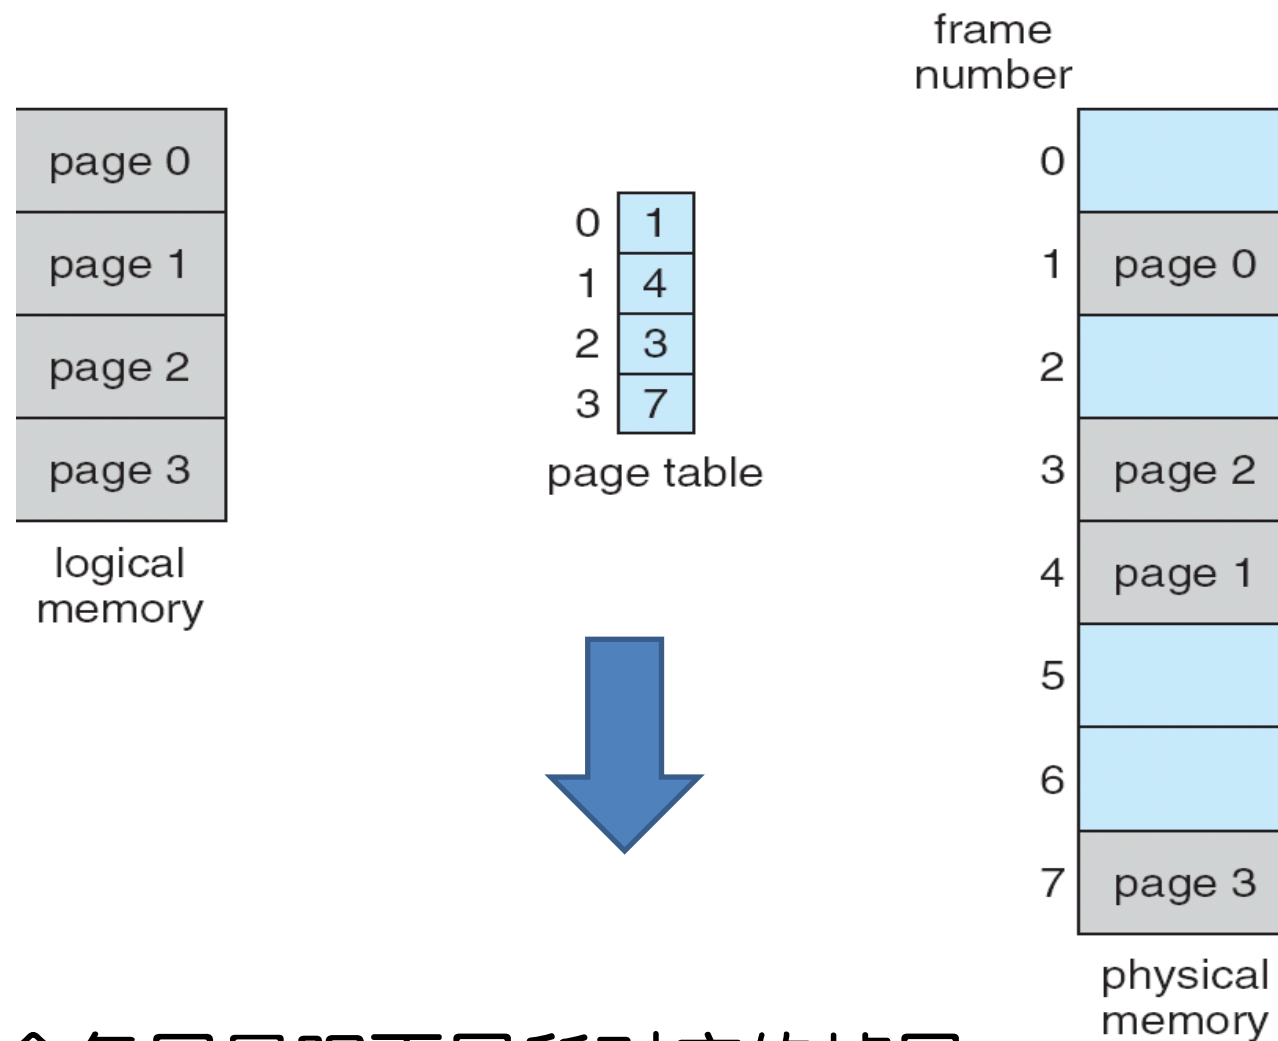 page 0
page 1
page 2
page 3
logical
memory
0 1
1 4
2 3
3 7
page table
frame
number
0
1 page 0
2
3 page 2
4 page 1
5
6
7 page 3
physical
memory